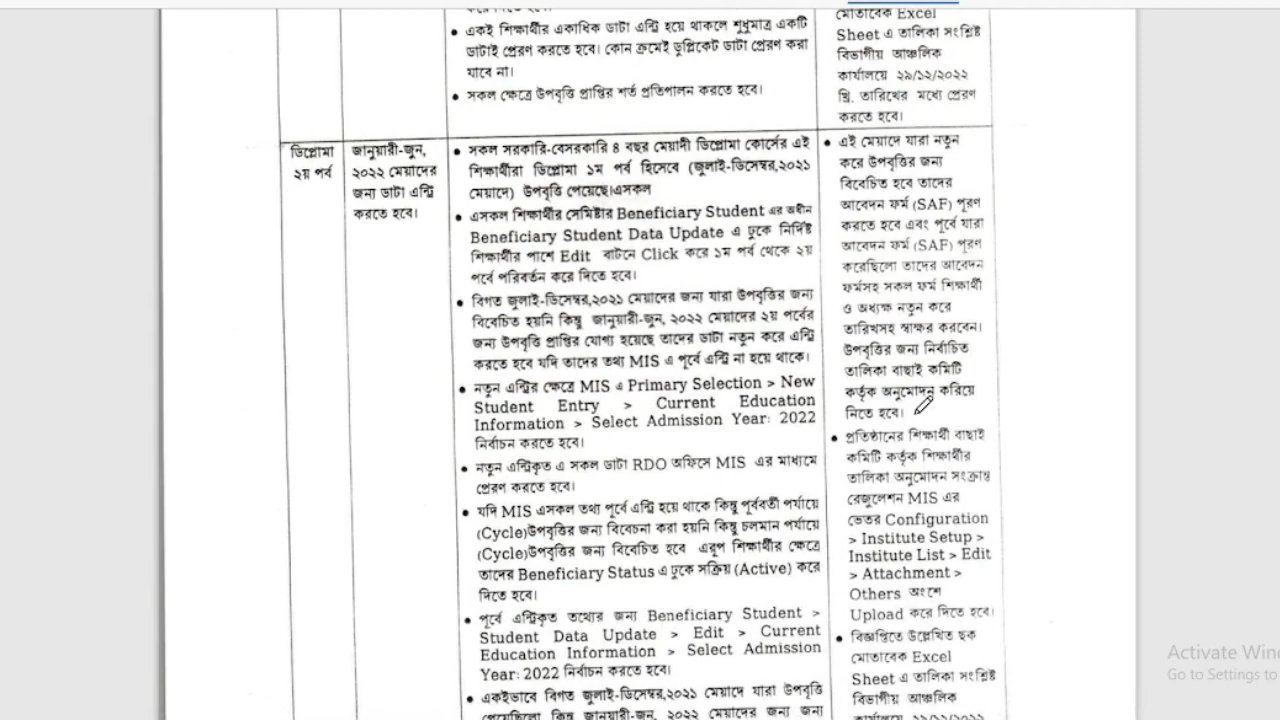 একই শিক্ষার্থীর একাধিক ডাটা এন্ট্রি হয়ে থাকলে শুধুমাত্র একটি
ডাটাই প্রেরণ করতে হবে। কোন ক্রমেই ডুপ্লিকেট ডাটা প্রেরণ করা
যাবে না।
সকল ক্ষেত্রে উপবৃত্তি প্রাপ্তির শর্ত প্রতিপালন করতে হবে।
মোতাবেক Excel
Sheet এ তালিকা সংশ্লিষ্ট
বিভাগীয় আঞ্চলিক
কার্যালয়ে ২৯/১২/২০২২
খ্রি. তারিখের মধ্যে প্রেরণ
করতে হবে।
ডিপ্লোমা
২য় পর্ব
জানুয়ারী-জুন,
২০২২ মেয়াদের
জন্য ডাটা এন্ট্রি
করতে হবে।
সকল সরকারি-বেসরকারি ৪ বছর মেয়াদী ডিপ্লোমা কোর্সের এই
শিক্ষার্থীরা ডিপ্লোমা ১ম পর্ব হিসেবে (জুলাই-ডিসেম্বর,২০২১
মেয়াদে) উপবৃত্তি পেয়েছে।এসকল
এসকল শিক্ষার্থীর সেমিষ্টার Beneficiary Student এর অধীন
Beneficiary Student Data Update এ ঢুকে নির্দিষ্ট
শিক্ষার্থীর পাশে Edit বাটনে Click করে ১ম পর্ব থেকে ২য়
পর্বে পরিবর্তন করে দিতে হবে।
বিগত জুলাই-ডিসেম্বর,২০২১ মেয়াদের জন্য যারা উপবৃত্তির জন্য
বিবেচিত হয়নি কিন্তু জানুয়ারী-জুন, ২০২২ মেয়াদের ২য় পর্বের
জন্য উপবৃত্তি প্রাপ্তির যোগ্য হয়েছে তাদের ডাটা নতুন করে এন্ট্রি
করতে হবে যদি তাদের তথ্য MIS এ পূর্বে এন্ট্রি না হয়ে থাকে।
নতুন এন্ট্রির ক্ষেত্রে MIS এ Primary Selection > New
Student Entry > Current Education
Information > Select Admission Year: 2022
নির্বাচন করতে হবে।
নতুন এন্ট্রিকৃত এ সকল ডাটা RDO অফিসে MIS এর মাধ্যমে
প্রেরণ করতে হবে।
যদি MIS এসকল তথ্য পূর্বে এন্ট্রি হয়ে থাকে কিন্তু পূর্ববর্তী পর্যায়ে
(Cycle)উপবৃত্তির জন্য বিবেচনা করা হয়নি কিন্তু চলমান পর্যায়ে
(Cycle)উপবৃত্তির জন্য বিবেচিত হবে এরূপ শিক্ষার্থীর ক্ষেত্রে
তাদের Beneficiary Status এ ঢুকে সক্রিয় (Active) করে
দিতে হবে।
পূর্বে এন্ট্রিকৃত তথ্যের জন্য Beneficiary Student >
Student Data Update > Edit > Current
Education Information > Select Admission
Year: 2022 নির্বাচন করতে হবে।
একইভাবে বিগত জুলাই-ডিসেম্বর,২০২১ মেয়াদে যারা উপবৃত্তি
পেয়েছিলো কিন্তু জানুয়ারী-জুন, ২০২২ মেয়াদের জন্য জন্য
এই মেয়াদে যারা নতুন
করে উপবৃত্তির জন্য
বিবেচিত হবে তাদের
আবেদন ফর্ম (SAF) পূরণ
করতে হবে এবং পূর্বে যারা
আবেদন ফর্ম (SAF) পূরণ
করেছিলো তাদের আবেদন
ফর্মসহ সকল ফর্ম শিক্ষার্থী
ও অধ্যক্ষ নতুন করে
তারিখসহ স্বাক্ষর করবেন।
উপবৃত্তির জন্য নির্বাচিত
তালিকা বাছাই কমিটি
কর্তৃক অনুমোদন করিয়ে
নিতে হবে।
প্রতিষ্ঠানের শিক্ষার্থী বাছাই
কমিটি কর্তৃক শিক্ষার্থীর
তালিকা অনুমোদন সংক্রান্ত
রেজুলেশন MIS এর
ভেতর Configuration
> Institute Setup >
Institute List > Edit
> Attachment >
Others অংশে
Upload করে দিতে হবে।
বিজ্ঞপ্তিতে উল্লেখিত ছক
মোতাবেক Excel
Sheet এ তালিকা সংশ্লিষ্ট
বিভাগীয় আঞ্চলিক
Activate Win
Go to Settings to